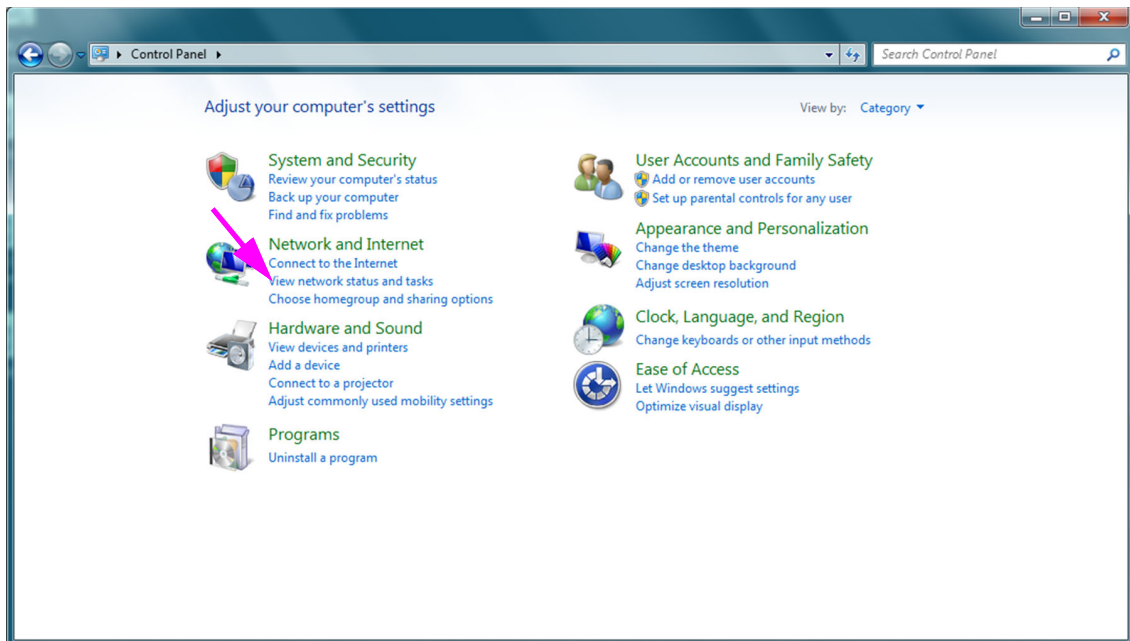 Control Panel
Search Control Panel
Adjust your computer's settings
View by: Category
System and Security
Review your computer's status
Back up your computer
Find and fix problems
Network and Internet
Connect to the Internet
View network status and tasks
Choose homegroup and sharing options
Hardware and Sound
View devices and printers
Add a device
Connect to a projector
Adjust commonly used mobility settings
Programs
Uninstall a program
User Accounts and Family Safety
Add or remove user accounts
Set up parental controls for any user
Appearance and Personalization
Change the theme
Change desktop background
Adjust screen resolution
Clock, Language, and Region
Change keyboards or other input methods
Ease of Access
Let Windows suggest settings
Optimize visual display